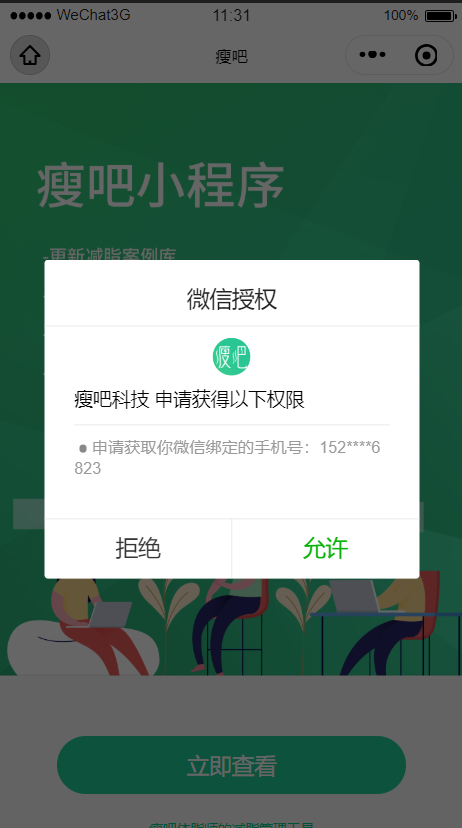 WeChat3G 11:31 100%
瘦吧
瘦吧小程序
-更新减脂案例库
微信授权
瘦吧
瘦吧科技 申请获得以下权限
申请获取你微信绑定的手机号：152****6
823
拒绝 允许
立即查看